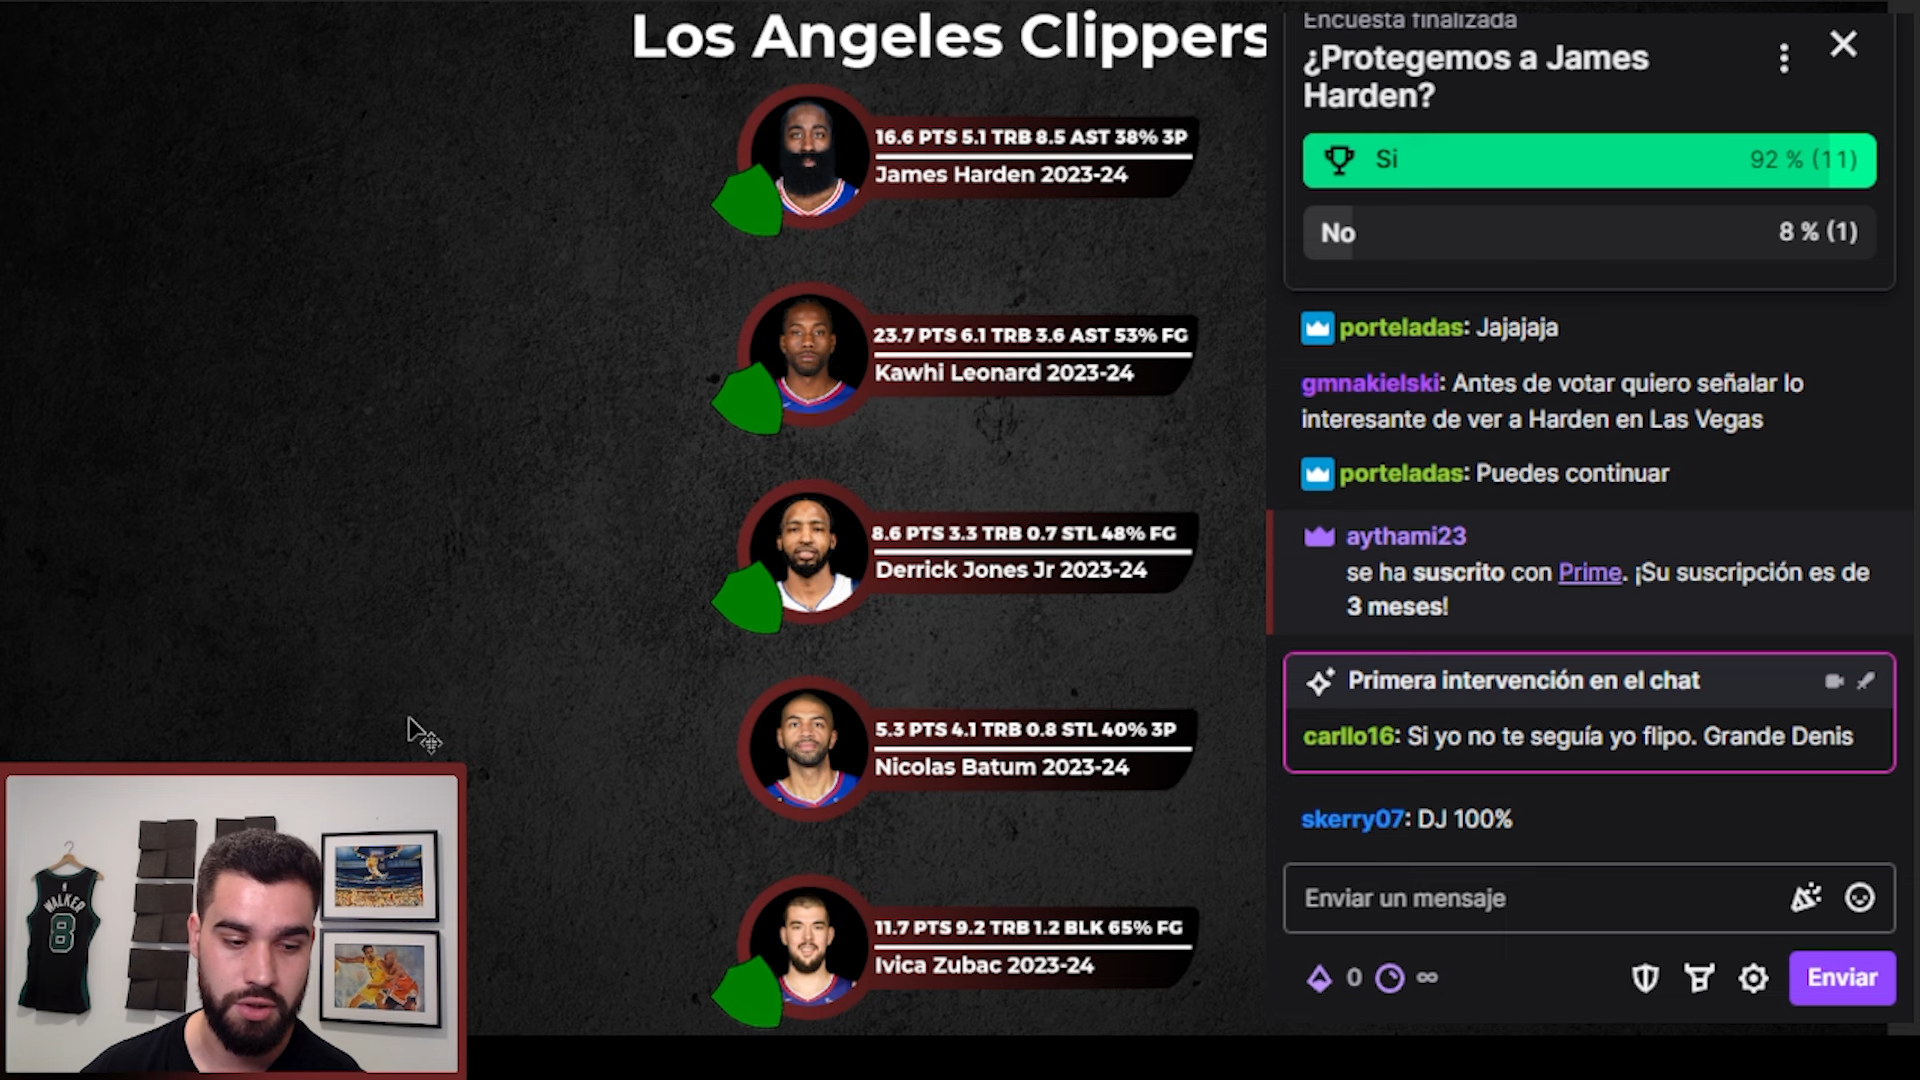 Los Angeles Clippers
16.6 PTS 5.1 TRB 8.5 AST 38% 3P
James Harden 2023-24
23.7 PTS 6.1 TRB 3.6 AST 53% FG
Kawhi Leonard 2023-24
8.6 PTS 3.3 TRB 0.7 STL 48% FG
Derrick Jones Jr 2023-24
5.3 PTS 4.1 TRB 0.8 STL 40% 3P
Nicolas Batum 2023-24
11.7 PTS 9.2 TRB 1.2 BLK 65% FG
Ivica Zubac 2023-24
WALKER
8
Encuesta finalizada
¿Protegemos a James
Harden?
Si 92 % (11)
No 8 % (1)
porteladas: Jajajaja
gmnakielski: Antes de votar quiero señalar lo
interesante de ver a Harden en Las Vegas
porteladas: Puedes continuar
aythami23
se ha suscrito con Prime. ¡Su suscripción es de
3 meses!
Primera intervención en el chat
carllo16: Si yo no te seguía yo flipo. Grande Denis
skerry07: DJ 100%
Enviar un mensaje
0 ∞
Enviar